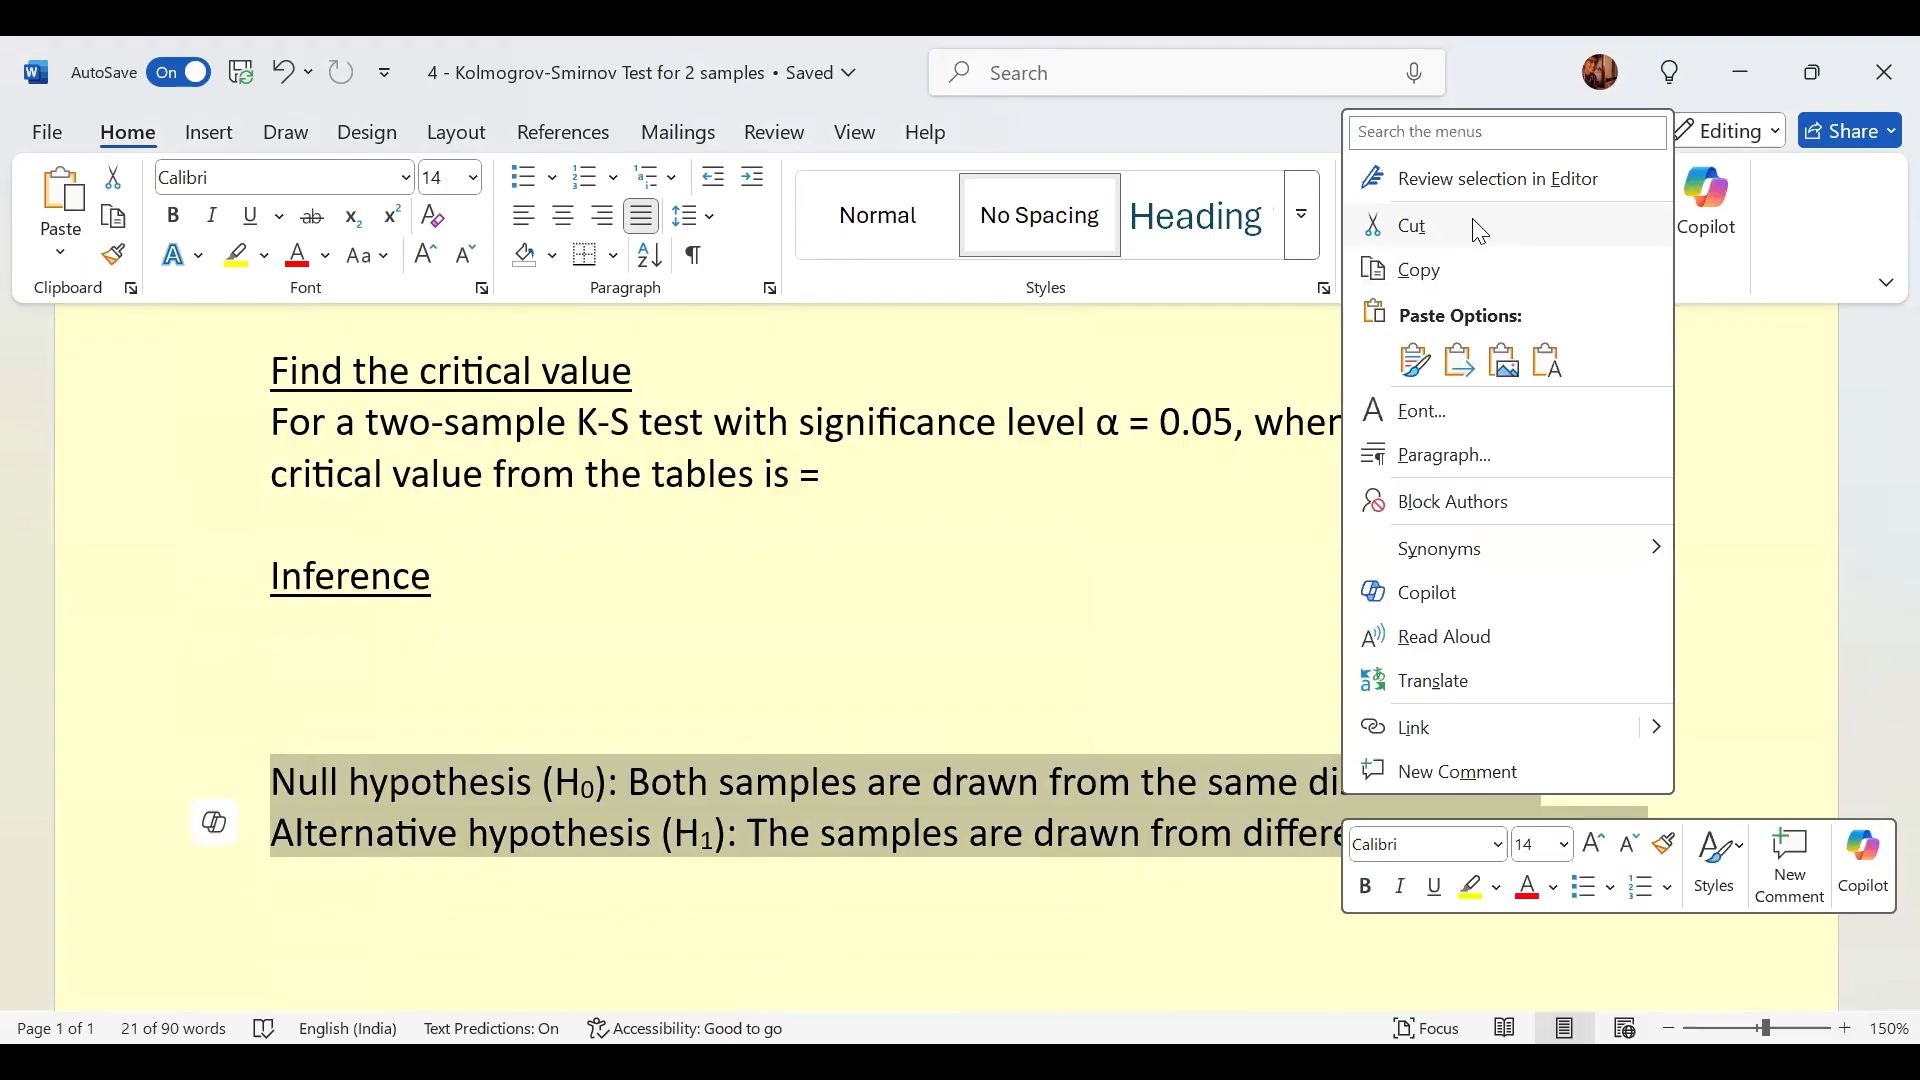 AutoSave On 4 - Kolmogrov-Smirnov Test for 2 samples • Saved Search
File Home Insert Draw Design Layout References Mailings Review View Help Editing Share
Paste
Clipboard
Calibri 14
Font
Paragraph
Normal No Spacing Heading
Styles
Copilot
Search the menus
Review selection in Editor
Cut
Copy
Paste Options:
Font...
Paragraph...
Block Authors
Synonyms
Copilot
Read Aloud
Translate
Link
New Comment
Find the critical value
For a two-sample K-S test with significance level α = 0.05, wher
critical value from the tables is =
Inference
Null hypothesis (H₀): Both samples are drawn from the same di
Alternative hypothesis (H₁): The samples are drawn from differe
Calibri 14
Styles New Comment Copilot
Page 1 of 1 21 of 90 words English (India) Text Predictions: On Accessibility: Good to go Focus 150%